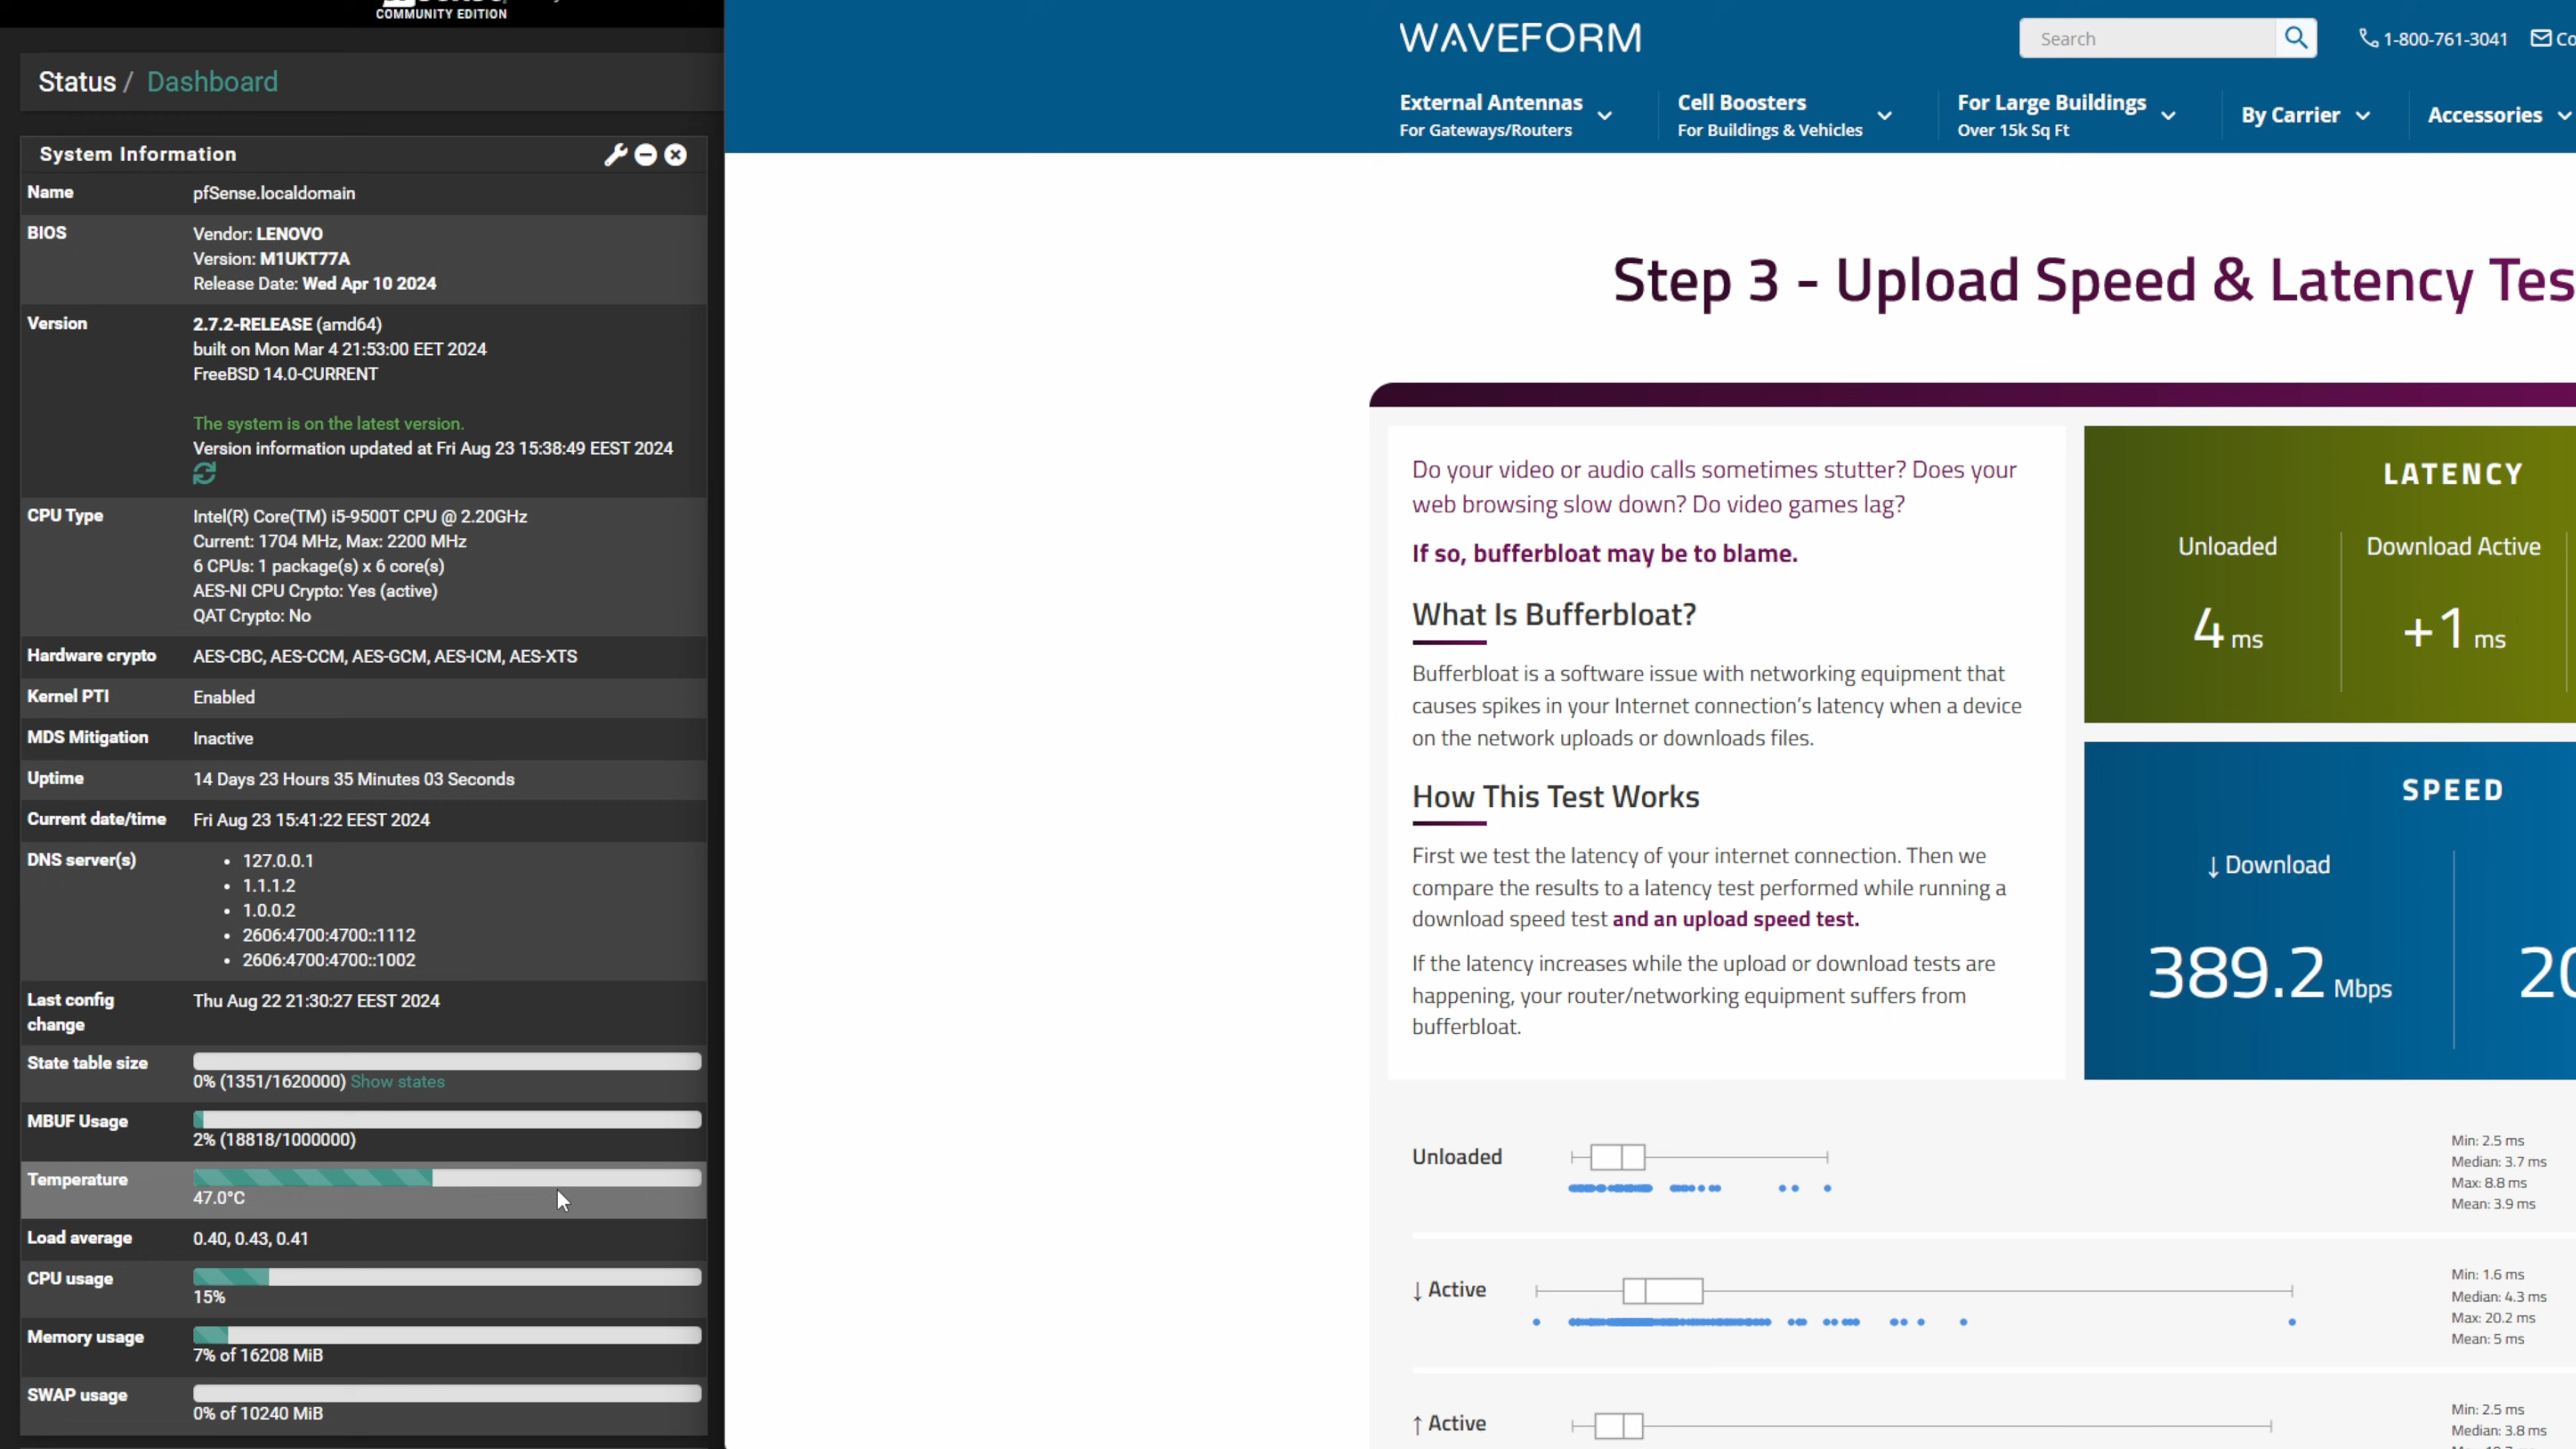 COMMUNITY EDITION
Status / Dashboard
System Information
Name pfSense.localdomain
BIOS Vendor: LENOVO
Version: M1UKT77A
Release Date: Wed Apr 10 2024
Version 2.7.2-RELEASE (amd64)
built on Mon Mar 4 21:53:00 EET 2024
FreeBSD 14.0-CURRENT
The system is on the latest version.
Version information updated at Fri Aug 23 15:38:49 EEST 2024
CPU Type Intel(R) Core(TM) i5-9500T CPU @ 2.20GHz
Current: 1704 MHz, Max: 2200 MHz
6 CPUs: 1 package(s) x 6 core(s)
AES-NI CPU Crypto: Yes (active)
QAT Crypto: No
Hardware crypto AES-CBC, AES-CCM, AES-GCM, AES-ICM, AES-XTS
Kernel PTI Enabled
MDS Mitigation Inactive
Uptime 14 Days 23 Hours 35 Minutes 03 Seconds
Current date/time Fri Aug 23 15:41:22 EEST 2024
DNS server(s)
• 127.0.0.1
• 1.1.1.2
• 1.0.0.2
• 2606:4700:4700::1112
• 2606:4700:4700::1002
Last config change Thu Aug 22 21:30:27 EEST 2024
State table size
0% (1351/1620000) Show states
MBUF Usage
2% (18818/1000000)
Temperature
47.0°C
Load average 0.40, 0.43, 0.41
CPU usage
15%
Memory usage
7% of 16208 MiB
SWAP usage
0% of 10240 MiB
WAVEFORM
Search
1-800-761-3041
Co
External Antennas
For Gateways/Routers
Cell Boosters
For Buildings & Vehicles
For Large Buildings
Over 15k Sq Ft
By Carrier
Accessories
Step 3 - Upload Speed & Latency Tes
Do your video or audio calls sometimes stutter? Does your
web browsing slow down? Do video games lag?
If so, bufferbloat may be to blame.
What Is Bufferbloat?
Bufferbloat is a software issue with networking equipment that
causes spikes in your Internet connection's latency when a device
on the network uploads or downloads files.
How This Test Works
First we test the latency of your internet connection. Then we
compare the results to a latency test performed while running a
download speed test and an upload speed test.
If the latency increases while the upload or download tests are
happening, your router/networking equipment suffers from
bufferbloat.
LATENCY
Unloaded
4 ms
Download Active
+1 ms
SPEED
↓ Download
389.2 Mbps
20
Unloaded
Min: 2.5 ms
Median: 3.7 ms
Max: 8.8 ms
Mean: 3.9 ms
↓ Active
Min: 1.6 ms
Median: 4.3 ms
Max: 20.2 ms
Mean: 5 ms
↑ Active
Min: 2.5 ms
Median: 3.8 ms